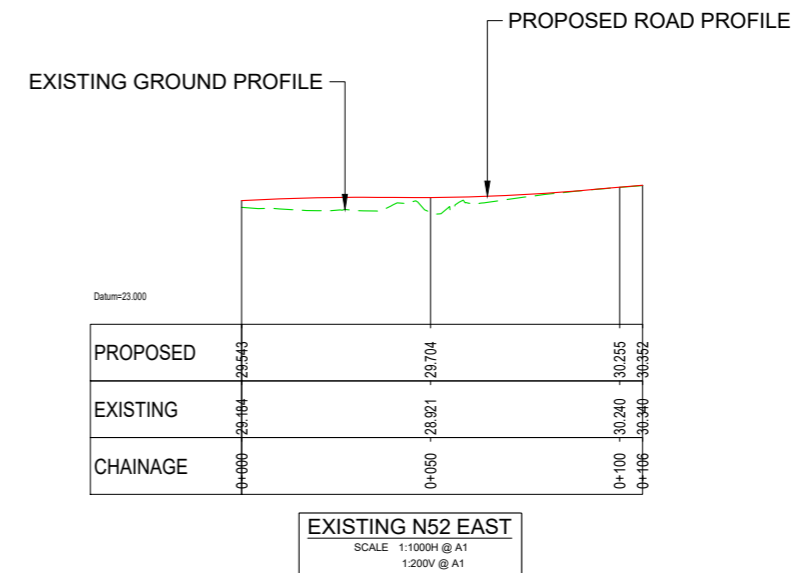 PROPOSED ROAD PROFILE
EXISTING GROUND PROFILE
Datum=23.000
PROPOSED 29.543 29.704 30.255 30.352
EXISTING 29.184 28.921 30.240 30.340
CHAINAGE 0+000 0+050 0+100 0+106
EXISTING N52 EAST
SCALE 1:1000H @ A1
1:200V @ A1